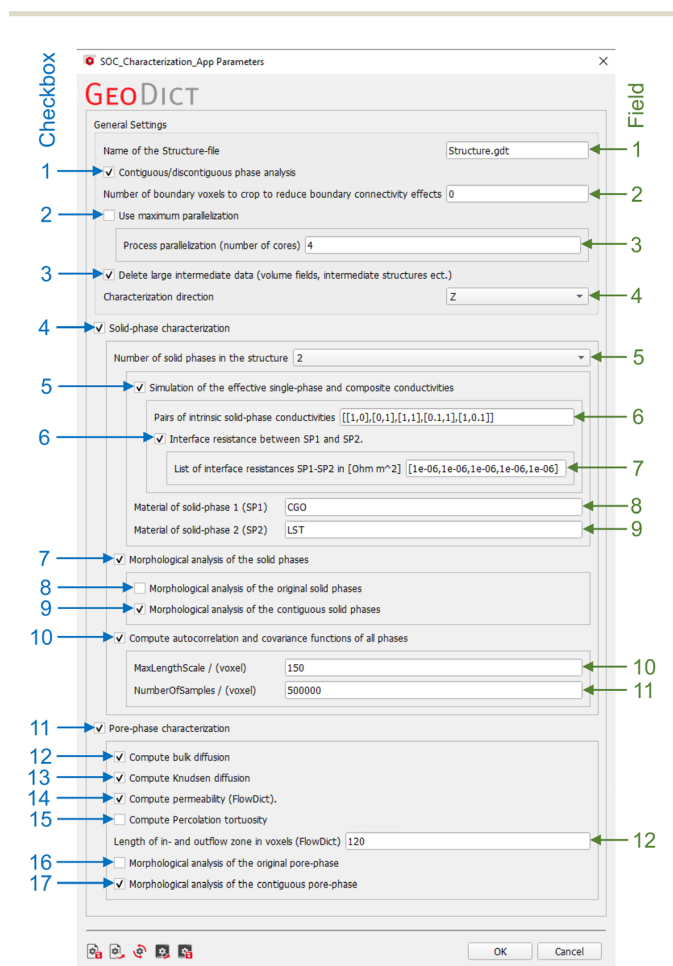 Checkbox
Field
SOC_Characterization_App Parameters
GEODICT
General Settings
Name of the Structure-file Structure.gdt 1
1 Contiguous/discontiguous phase analysis
Number of boundary voxels to crop to reduce boundary connectivity effects 0 2
2 Use maximum parallelization
Process parallelization (number of cores) 4 3
3 Delete large intermediate data (volume fields, intermediate structures ect.)
Characterization direction Z 4
4 Solid-phase characterization
Number of solid phases in the structure 2 5
5 Simulation of the effective single-phase and composite conductivities
Pairs of intrinsic solid-phase conductivities [[1,0],[0,1],[1,1],[0.1,1],[1,0.1]] 6
6 Interface resistance between SP1 and SP2.
List of interface resistances SP1-SP2 in [Ohm m^2] [1e-06,1e-06,1e-06,1e-06,1e-06] 7
Material of solid-phase 1 (SP1) CGO 8
Material of solid-phase 2 (SP2) LST 9
7 Morphological analysis of the solid phases
8 Morphological analysis of the original solid phases
9 Morphological analysis of the contiguous solid phases
10 Compute autocorrelation and covariance functions of all phases
MaxLengthScale / (voxel) 150 10
NumberOfSamples / (voxel) 500000 11
11 Pore-phase characterization
12 Compute bulk diffusion
13 Compute Knudsen diffusion
14 Compute permeability (FlowDict).
15 Compute Percolation tortuosity
Length of in- and outflow zone in voxels (FlowDict) 120 12
16 Morphological analysis of the original pore-phase
17 Morphological analysis of the contiguous pore-phase
OK Cancel